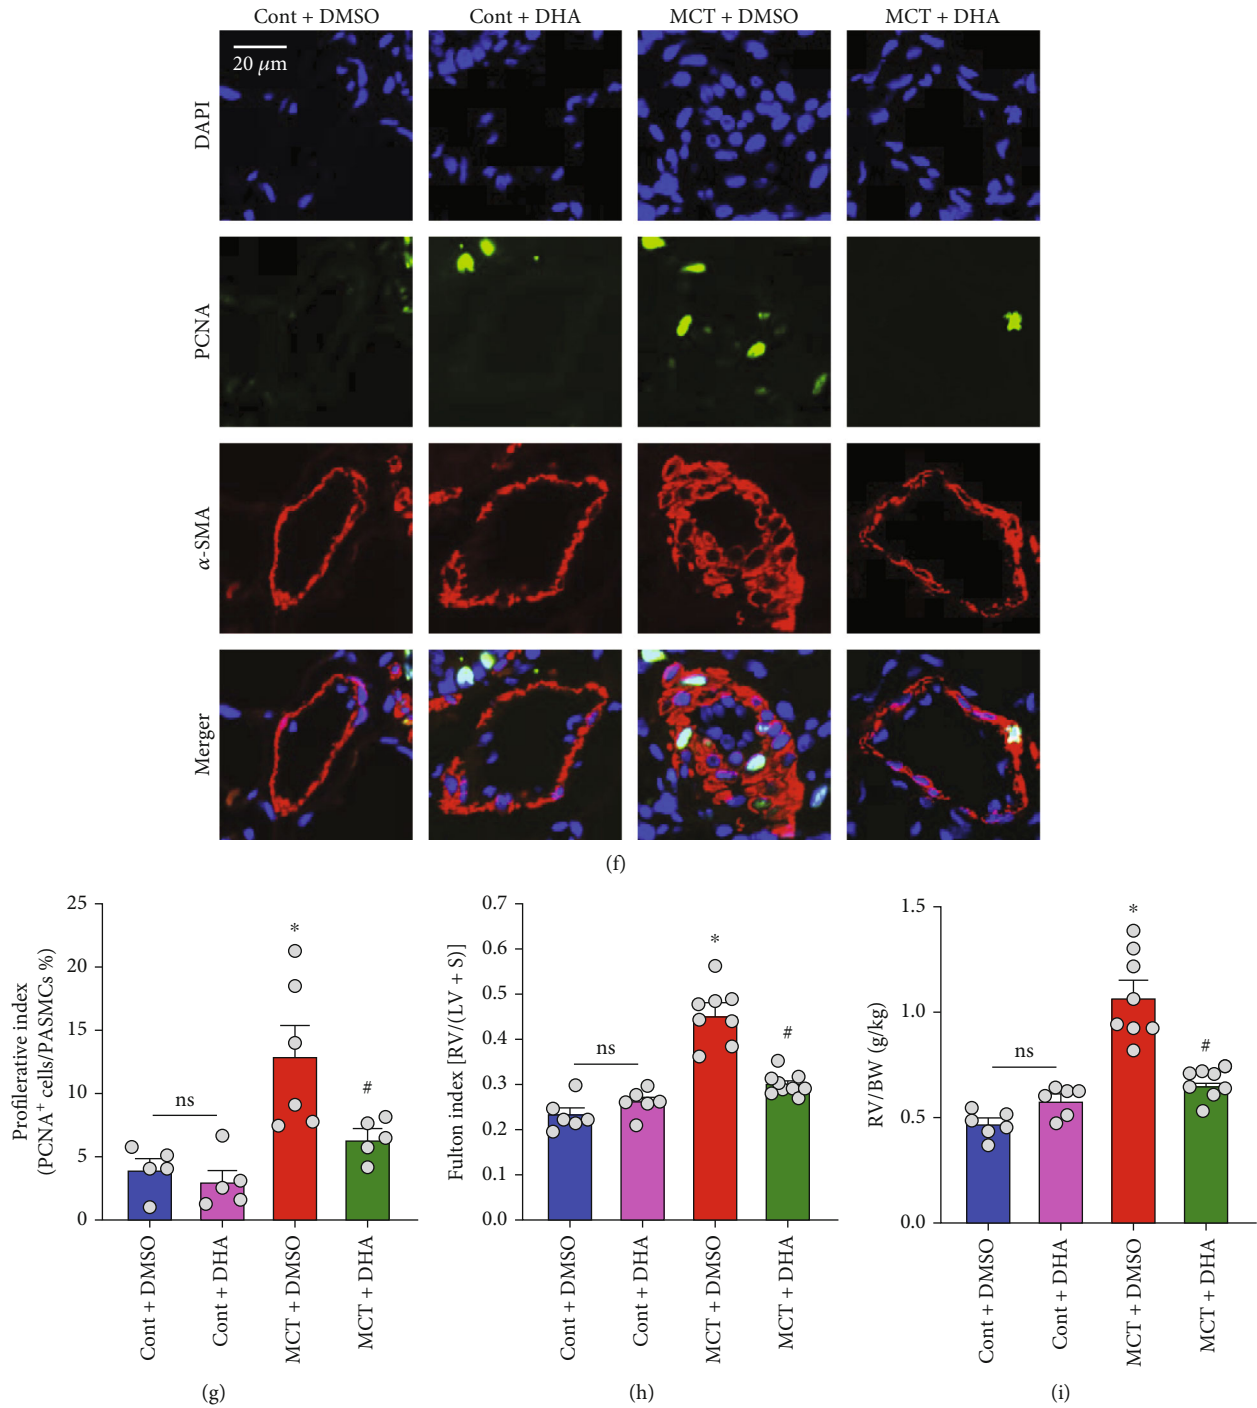 Cont + DMSO
Cont + DHA
MCT + DMSO
MCT + DHA
20 μm
DAPI
PCNA
α-SMA
Merger
(f)
Profilerative index
(PCNA⁺ cells/PASMCs %)
25
20
15
10
5
0
ns
*
#
Cont + DMSO
Cont + DHA
MCT + DMSO
MCT + DHA
(g)
Fulton index [RV/(LV + S)]
0.7
0.6
0.5
0.4
0.3
0.2
0.1
0.0
ns
*
#
Cont + DMSO
Cont + DHA
MCT + DMSO
MCT + DHA
(h)
RV/BW (g/kg)
1.5
1.0
0.5
0.0
ns
*
#
Cont + DMSO
Cont + DHA
MCT + DMSO
MCT + DHA
(i)